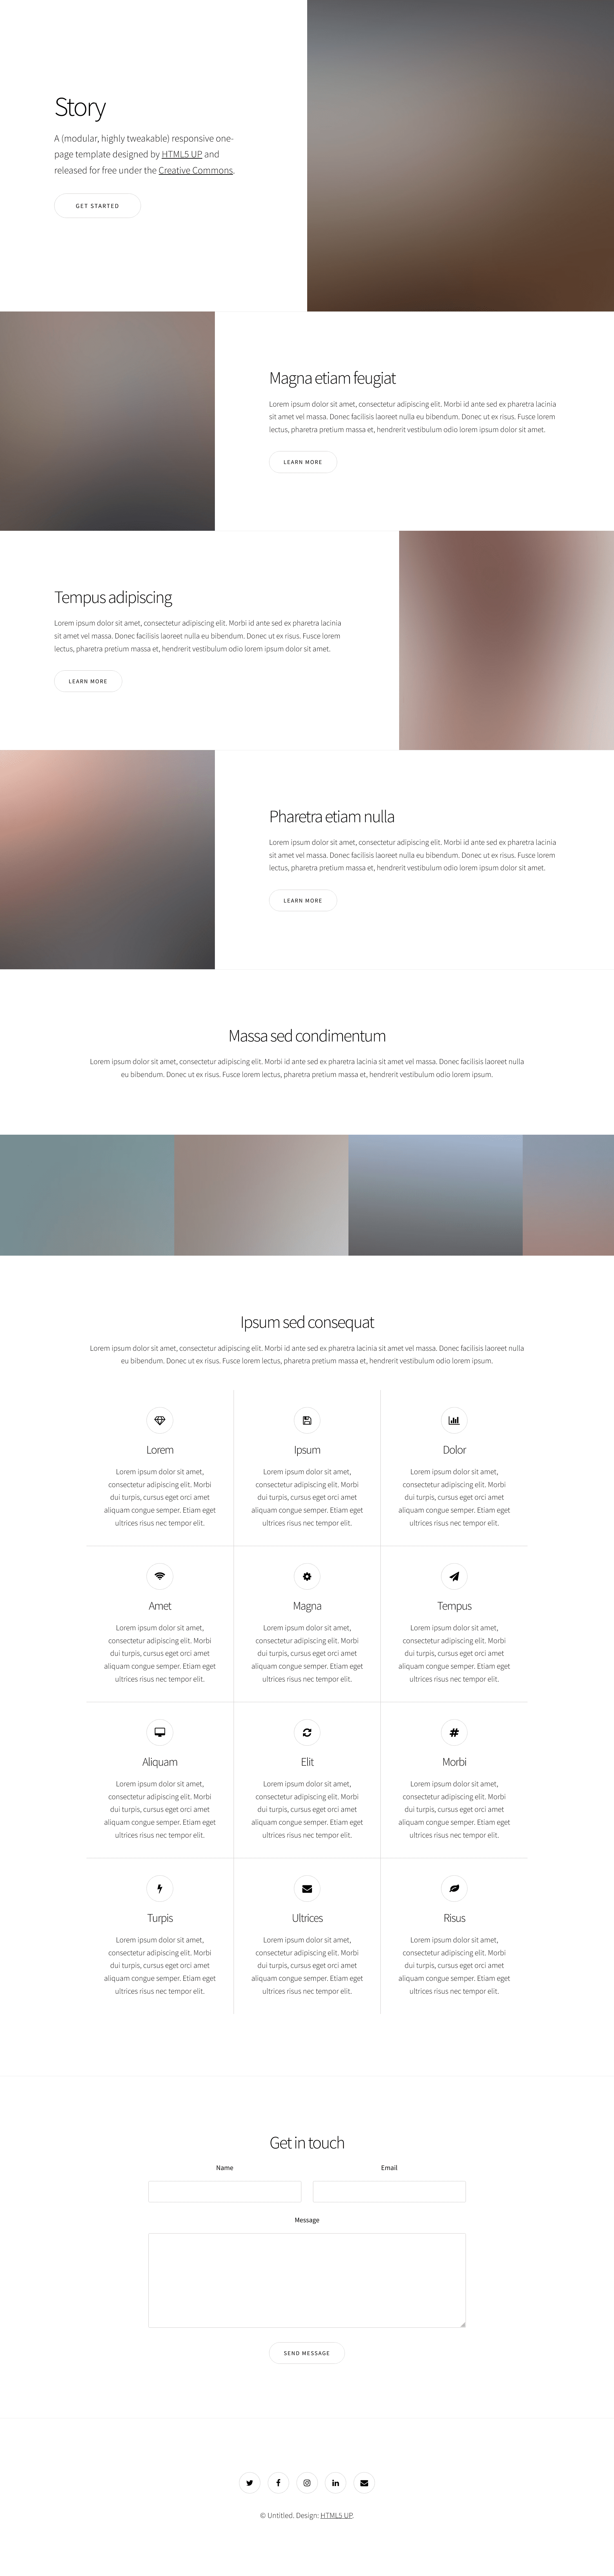 Story
A (modular, highly tweakable) responsive one-
page template designed by HTML5 UP and
released for free under the Creative Commons.
GET STARTED
Magna etiam feugiat
Lorem ipsum dolor sit amet, consectetur adipiscing elit. Morbi id ante sed ex pharetra lacinia
sit amet vel massa. Donec facilisis laoreet nulla eu bibendum. Donec ut ex risus. Fusce lorem
lectus, pharetra pretium massa et, hendrerit vestibulum odio lorem ipsum dolor sit amet.
LEARN MORE
Tempus adipiscing
Lorem ipsum dolor sit amet, consectetur adipiscing elit. Morbi id ante sed ex pharetra lacinia
sit amet vel massa. Donec facilisis laoreet nulla eu bibendum. Donec ut ex risus. Fusce lorem
lectus, pharetra pretium massa et, hendrerit vestibulum odio lorem ipsum dolor sit amet.
LEARN MORE
Pharetra etiam nulla
Lorem ipsum dolor sit amet, consectetur adipiscing elit. Morbi id ante sed ex pharetra lacinia
sit amet vel massa. Donec facilisis laoreet nulla eu bibendum. Donec ut ex risus. Fusce lorem
lectus, pharetra pretium massa et, hendrerit vestibulum odio lorem ipsum dolor sit amet.
LEARN MORE
Massa sed condimentum
Lorem ipsum dolor sit amet, consectetur adipiscing elit. Morbi id ante sed ex pharetra lacinia sit amet vel massa. Donec facilisis laoreet nulla
eu bibendum. Donec ut ex risus. Fusce lorem lectus, pharetra pretium massa et, hendrerit vestibulum odio lorem ipsum.
Ipsum sed consequat
Lorem ipsum dolor sit amet, consectetur adipiscing elit. Morbi id ante sed ex pharetra lacinia sit amet vel massa. Donec facilisis laoreet nulla
eu bibendum. Donec ut ex risus. Fusce lorem lectus, pharetra pretium massa et, hendrerit vestibulum odio lorem ipsum.
Lorem
Lorem ipsum dolor sit amet,
consectetur adipiscing elit. Morbi
dui turpis, cursus eget orci amet
aliquam congue semper. Etiam eget
ultrices risus nec tempor elit.
Ipsum
Lorem ipsum dolor sit amet,
consectetur adipiscing elit. Morbi
dui turpis, cursus eget orci amet
aliquam congue semper. Etiam eget
ultrices risus nec tempor elit.
Dolor
Lorem ipsum dolor sit amet,
consectetur adipiscing elit. Morbi
dui turpis, cursus eget orci amet
aliquam congue semper. Etiam eget
ultrices risus nec tempor elit.
Amet
Lorem ipsum dolor sit amet,
consectetur adipiscing elit. Morbi
dui turpis, cursus eget orci amet
aliquam congue semper. Etiam eget
ultrices risus nec tempor elit.
Magna
Lorem ipsum dolor sit amet,
consectetur adipiscing elit. Morbi
dui turpis, cursus eget orci amet
aliquam congue semper. Etiam eget
ultrices risus nec tempor elit.
Tempus
Lorem ipsum dolor sit amet,
consectetur adipiscing elit. Morbi
dui turpis, cursus eget orci amet
aliquam congue semper. Etiam eget
ultrices risus nec tempor elit.
Aliquam
Lorem ipsum dolor sit amet,
consectetur adipiscing elit. Morbi
dui turpis, cursus eget orci amet
aliquam congue semper. Etiam eget
ultrices risus nec tempor elit.
Elit
Lorem ipsum dolor sit amet,
consectetur adipiscing elit. Morbi
dui turpis, cursus eget orci amet
aliquam congue semper. Etiam eget
ultrices risus nec tempor elit.
Morbi
Lorem ipsum dolor sit amet,
consectetur adipiscing elit. Morbi
dui turpis, cursus eget orci amet
aliquam congue semper. Etiam eget
ultrices risus nec tempor elit.
Turpis
Lorem ipsum dolor sit amet,
consectetur adipiscing elit. Morbi
dui turpis, cursus eget orci amet
aliquam congue semper. Etiam eget
ultrices risus nec tempor elit.
Ultrices
Lorem ipsum dolor sit amet,
consectetur adipiscing elit. Morbi
dui turpis, cursus eget orci amet
aliquam congue semper. Etiam eget
ultrices risus nec tempor elit.
Risus
Lorem ipsum dolor sit amet,
consectetur adipiscing elit. Morbi
dui turpis, cursus eget orci amet
aliquam congue semper. Etiam eget
ultrices risus nec tempor elit.
Get in touch
Name
Email
Message
SEND MESSAGE
© Untitled. Design: HTML5 UP.